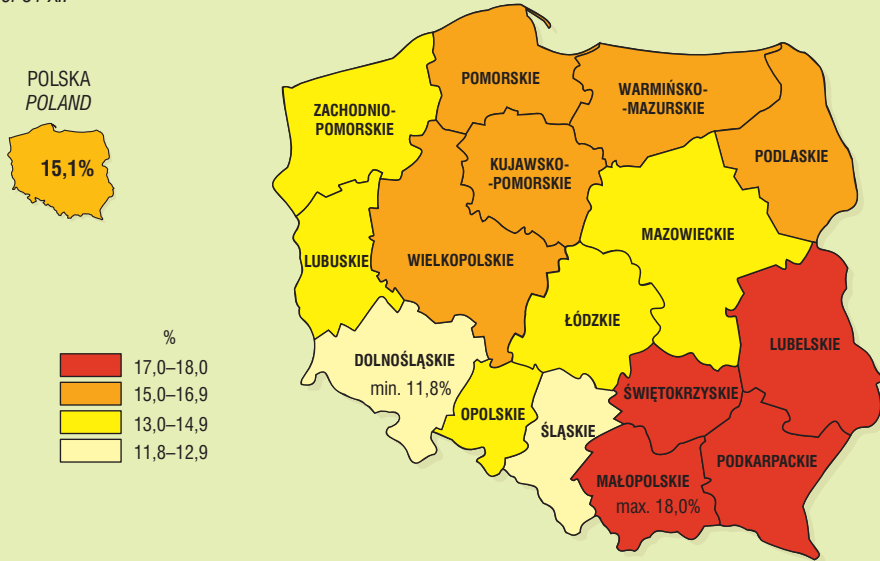 POLSKA
POLAND
15,1%
%
17,0–18,0
15,0–16,9
13,0–14,9
11,8–12,9
POMORSKIE
WARMIŃSKO-
-MAZURSKIE
ZACHODNIO-
POMORSKIE
KUJAWSKO-
-POMORSKIE
PODLASKIE
MAZOWIECKIE
LUBUSKIE
WIELKOPOLSKIE
ŁÓDZKIE
LUBELSKIE
DOLNOŚLĄSKIE
min. 11,8%
ŚWIĘTOKRZYSKIE
OPOLSKIE
ŚLĄSKIE
PODKARPACKIE
MAŁOPOLSKIE
max. 18,0%